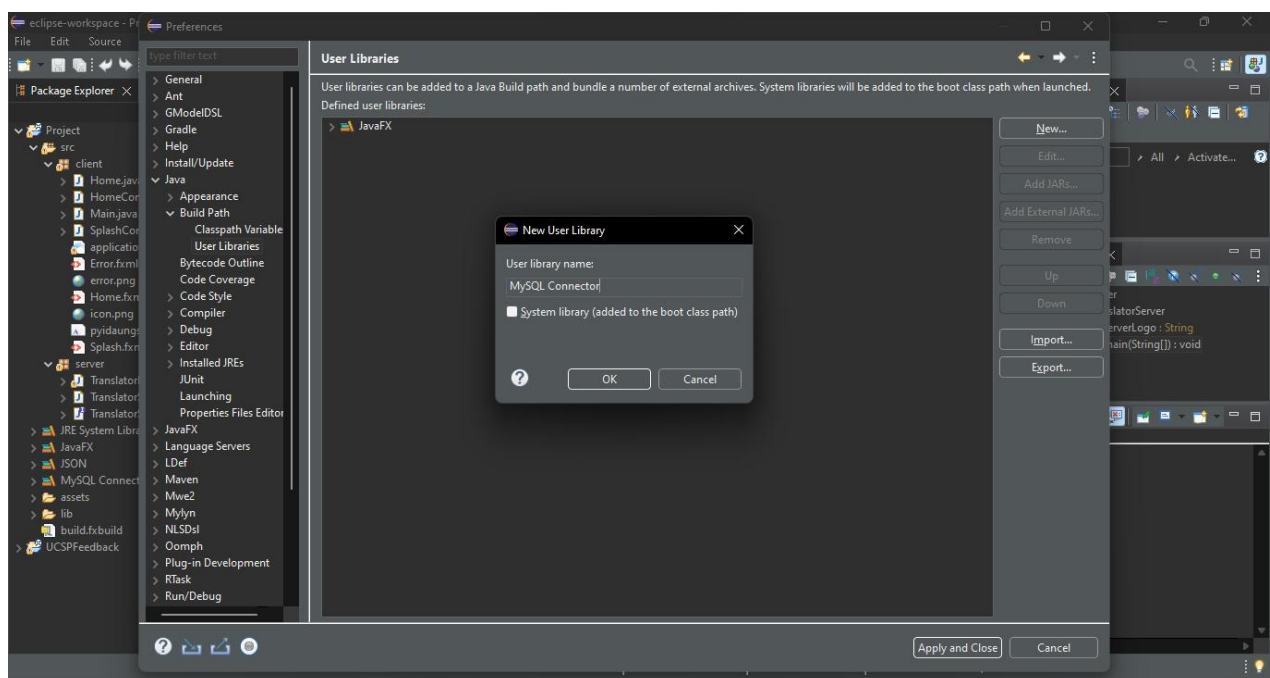 eclipse-workspace - Pr
File Edit Source
Package Explorer
Project
src
client
Home.jav
HomeCor
Main.java
SplashCor
applicatio
Error.fxml
error.png
Home.fxn
icon.png
pyidaungs
Splash.fxn
server
Translator
Translator
Translator
JRE System Libra
JavaFX
JSON
MySQL Connect
assets
lib
build.fxbuild
UCSPFeedback
Preferences
type filter text
General
Ant
GModelDSL
Gradle
Help
Install/Update
Java
Appearance
Build Path
Classpath Variable
User Libraries
Bytecode Outline
Code Coverage
Code Style
Compiler
Debug
Editor
Installed JREs
JUnit
Launching
Properties Files Editor
JavaFX
Language Servers
LDef
Maven
Mwe2
Mylyn
NLSDsl
Oomph
Plug-in Development
RTask
Run/Debug
User Libraries
User libraries can be added to a Java Build path and bundle a number of external archives. System libraries will be added to the boot class path when launched.
Defined user libraries:
JavaFX
New...
Edit...
Add JARs...
Add External JARs...
Remove
Up
Down
Import...
Export...
New User Library
User library name:
MySQL Connector
System library (added to the boot class path)
OK Cancel
Apply and Close Cancel
All Activate...
er
slatorServer
erverLogo : String
nain(String[]) : void